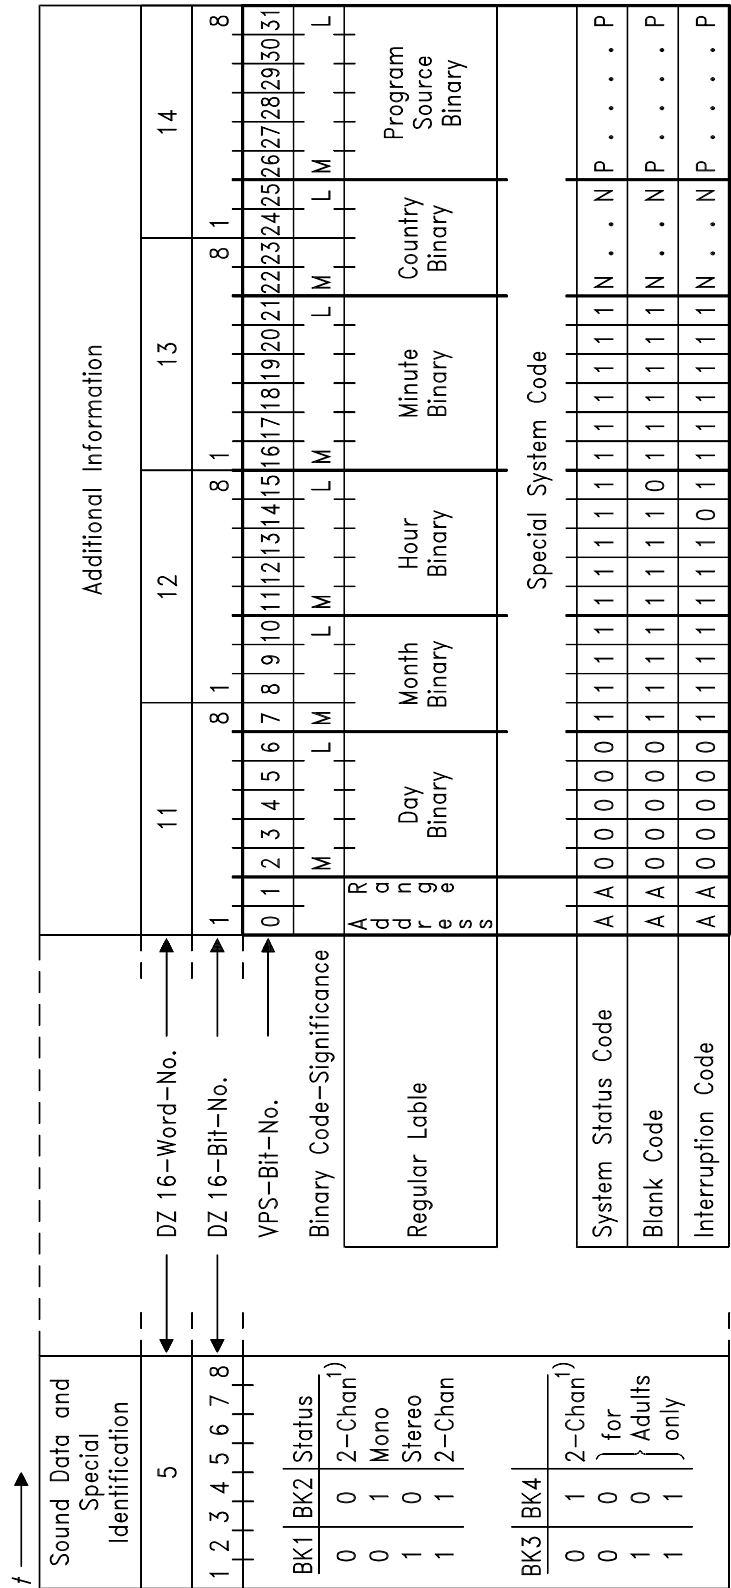 t
Sound Data and
Special
Identification
Additional Information
5
DZ 16-Word-No.
11
12
13
14
1 2 3 4 5 6 7 8
DZ 16-Bit-No.
1 8 1 8 1 8 1 8
VPS-Bit-No.
0 1 2 3 4 5 6 7 8 9 10 11 12 13 14 15 16 17 18 19 20 21 22 23 24 25 26 27 28 29 30 31
Binary Code-Significance
M L M L M L M L M L M L
BK1 BK2 Status
0 0 2-Chan1)
0 1 Mono
1 0 Stereo
1 1 2-Chan
Regular Lable
Address
Range
Day
Binary
Month
Binary
Hour
Binary
Minute
Binary
Country
Binary
Program
Source
Binary
Special System Code
BK3 BK4
0 1 2-Chan1)
0 0 for
1 0 Adults
1 1 only
System Status Code
A A 0 0 0 0 0 1 1 1 1 1 1 1 1 1 1 1 1 1 1 1 N . . N P . . . . P
Blank Code
A A 0 0 0 0 0 1 1 1 1 1 1 1 1 0 1 1 1 1 1 1 N . . N P . . . . P
Interruption Code
A A 0 0 0 0 0 1 1 1 1 1 1 1 0 1 1 1 1 1 1 1 N . . N P . . . . P